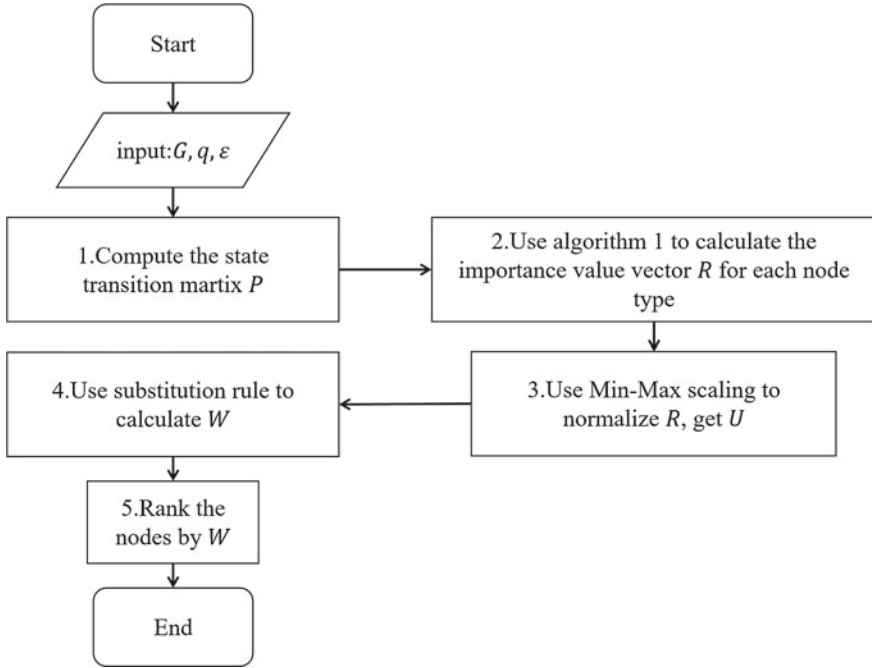 Start
input:G, q, ε
1.Compute the state
transition martix P
2.Use algorithm 1 to calculate the
importance value vector R for each node
type
3.Use Min-Max scaling to
normalize R, get U
4.Use substitution rule to
calculate W
5.Rank the
nodes by W
End